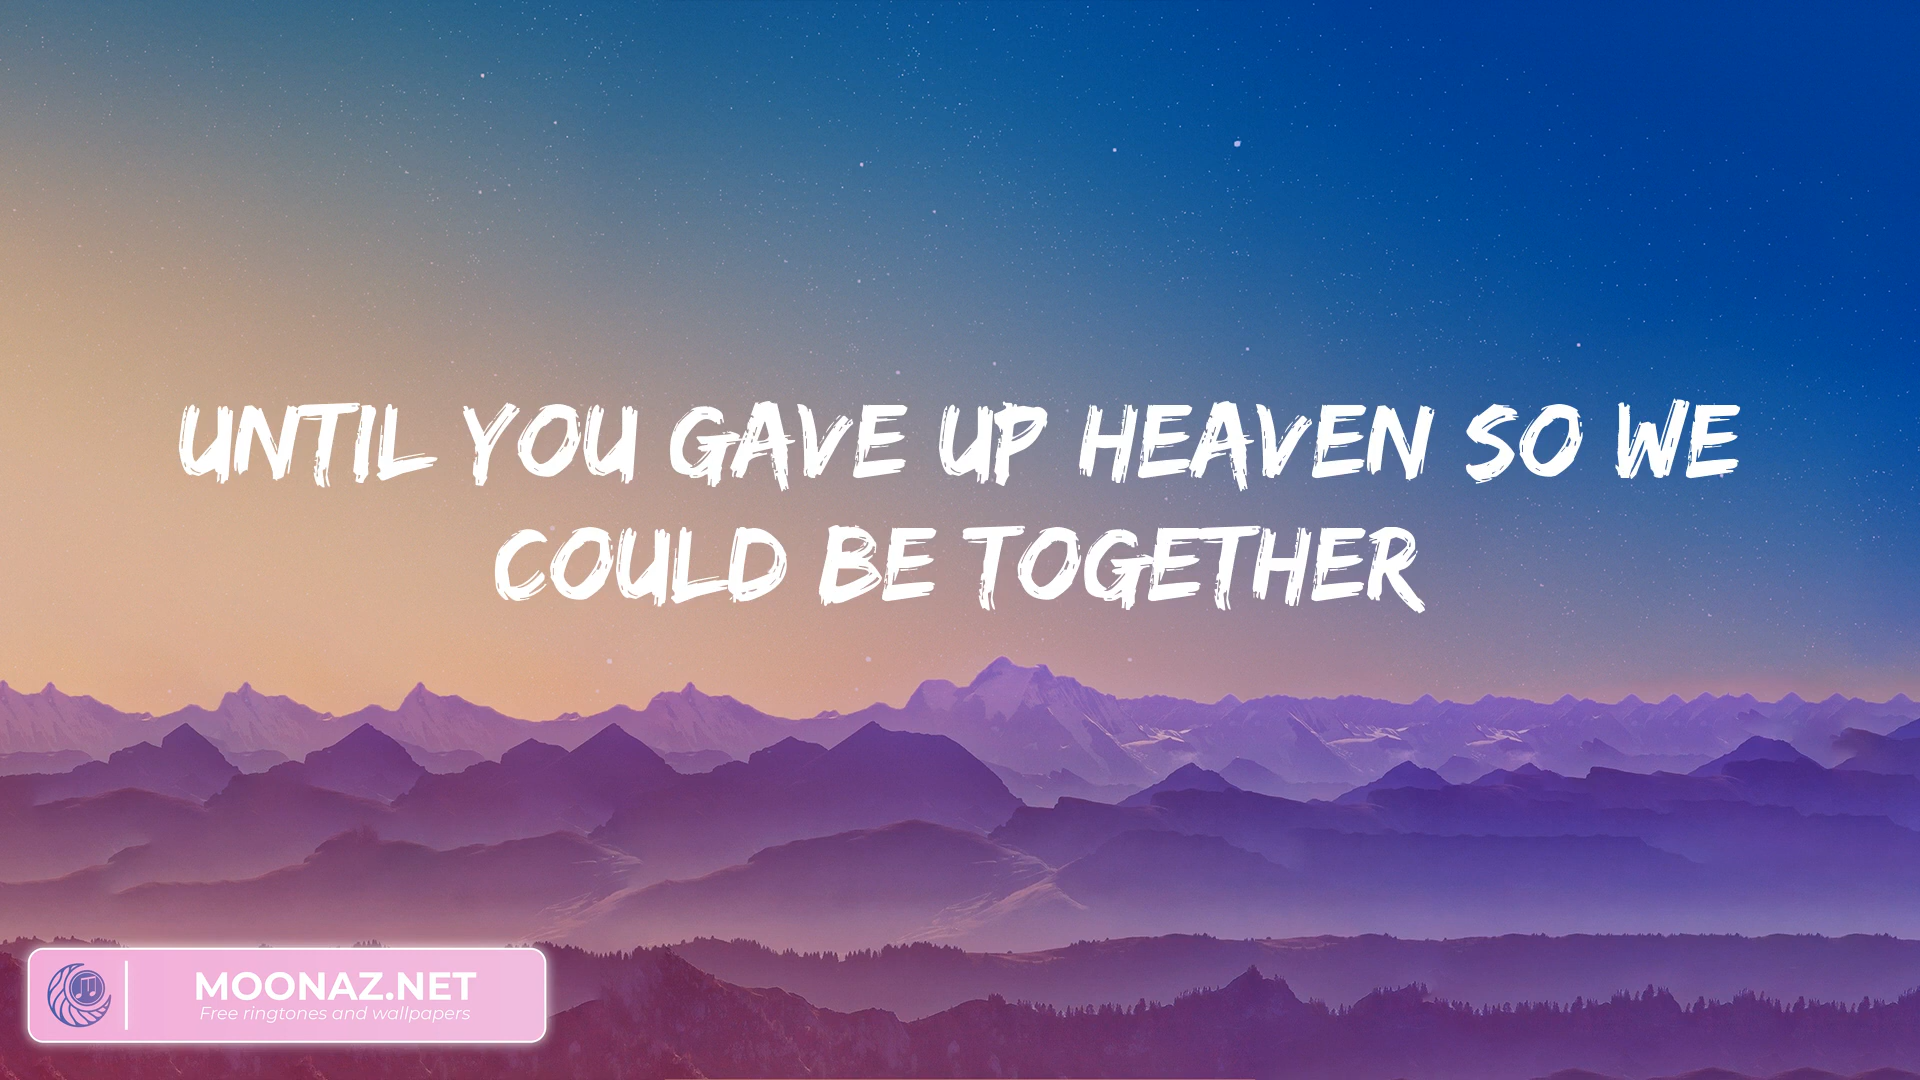 UNTIL YOU GAVE UP HEAVEN SO WE
COULD BE TOGETHER
MOONAZ.NET
Free ringtones and wallpapers